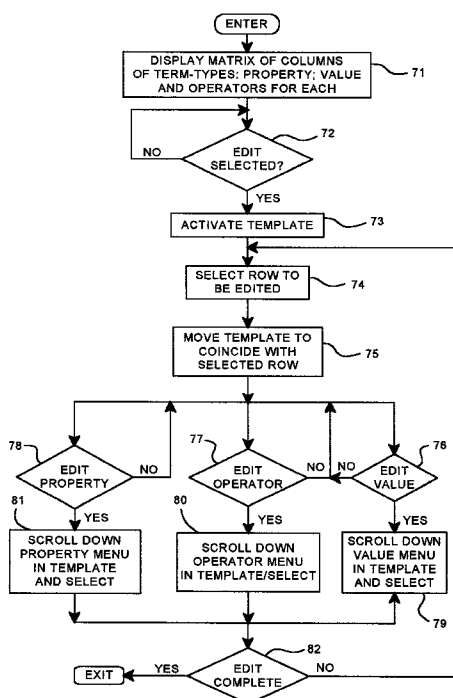 ENTER
DISPLAY MATRIX OF COLUMNS
OF TERM-TYPES: PROPERTY; VALUE
AND OPERATORS FOR EACH
71
72
EDIT
SELECTED?
NO
YES
ACTIVATE TEMPLATE
73
SELECT ROW TO
BE EDITED
74
MOVE TEMPLATE TO
COINCIDE WITH
SELECTED ROW
75
78
EDIT
PROPERTY
NO
77
EDIT
OPERATOR
NO
NO
76
EDIT
VALUE
81
YES
80
YES
YES
SCROLL DOWN
PROPERTY MENU
IN TEMPLATE
AND SELECT
SCROLL DOWN
OPERATOR MENU
IN TEMPLATE/SELECT
SCROLL DOWN
VALUE MENU
IN TEMPLATE
AND SELECT
79
82
EXIT
YES
EDIT
COMPLETE
NO